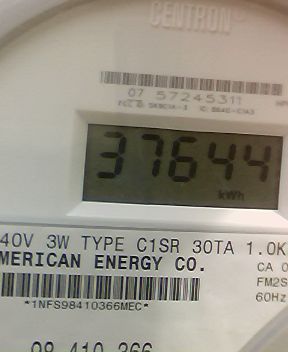 CENTRON®
07 57245311
37644
kWh
40V 3W TYPE C1SR 30TA 1.0K
MERICAN ENERGY CO.
CA 0
FM2S
60Hz
*1NFS98410366MEC*
98 410 366